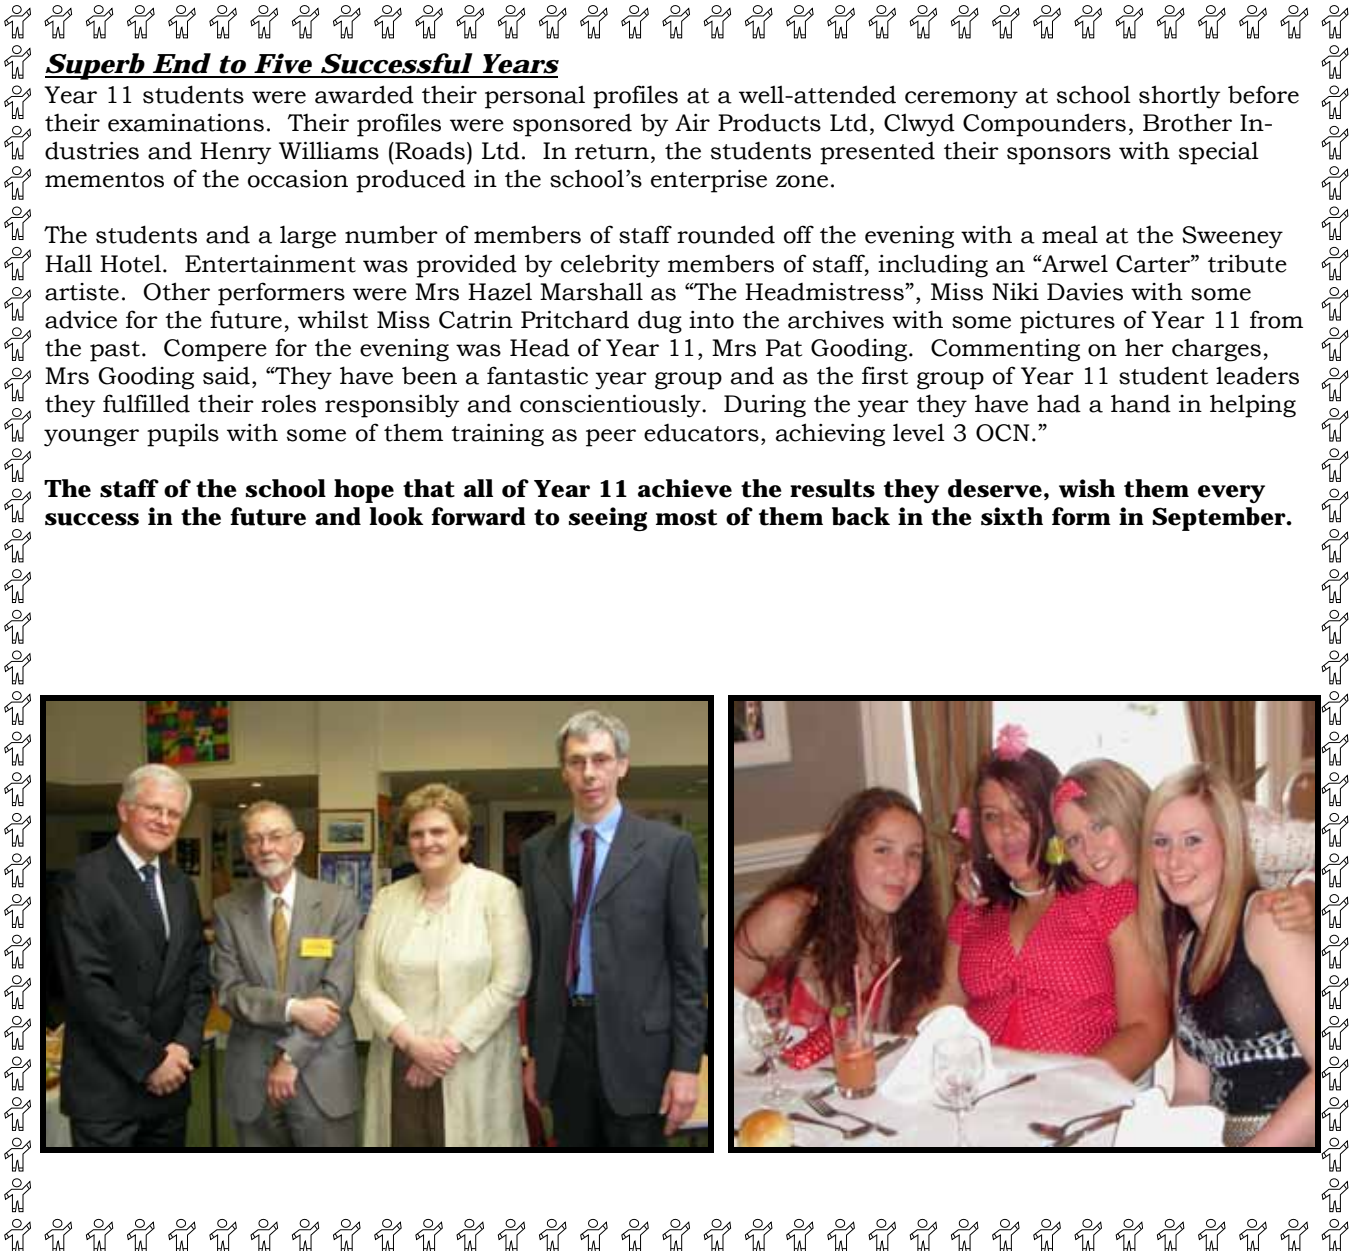 Superb End to Five Successful Years
Year 11 students were awarded their personal profiles at a well-attended ceremony at school shortly before
their examinations.  Their profiles were sponsored by Air Products Ltd, Clwyd Compounders, Brother In-
dustries and Henry Williams (Roads) Ltd.  In return, the students presented their sponsors with special
mementos of the occasion produced in the school’s enterprise zone.
The students and a large number of members of staff rounded off the evening with a meal at the Sweeney
Hall Hotel.  Entertainment was provided by celebrity members of staff, including an “Arwel Carter” tribute
artiste.  Other performers were Mrs Hazel Marshall as “The Headmistress”, Miss Niki Davies with some
advice for the future, whilst Miss Catrin Pritchard dug into the archives with some pictures of Year 11 from
the past.  Compere for the evening was Head of Year 11, Mrs Pat Gooding.  Commenting on her charges,
Mrs Gooding said, “They have been a fantastic year group and as the first group of Year 11 student leaders
they fulfilled their roles responsibly and conscientiously.  During the year they have had a hand in helping
younger pupils with some of them training as peer educators, achieving level 3 OCN.”
The staff of the school hope that all of Year 11 achieve the results they deserve, wish them every
success in the future and look forward to seeing most of them back in the sixth form in September.